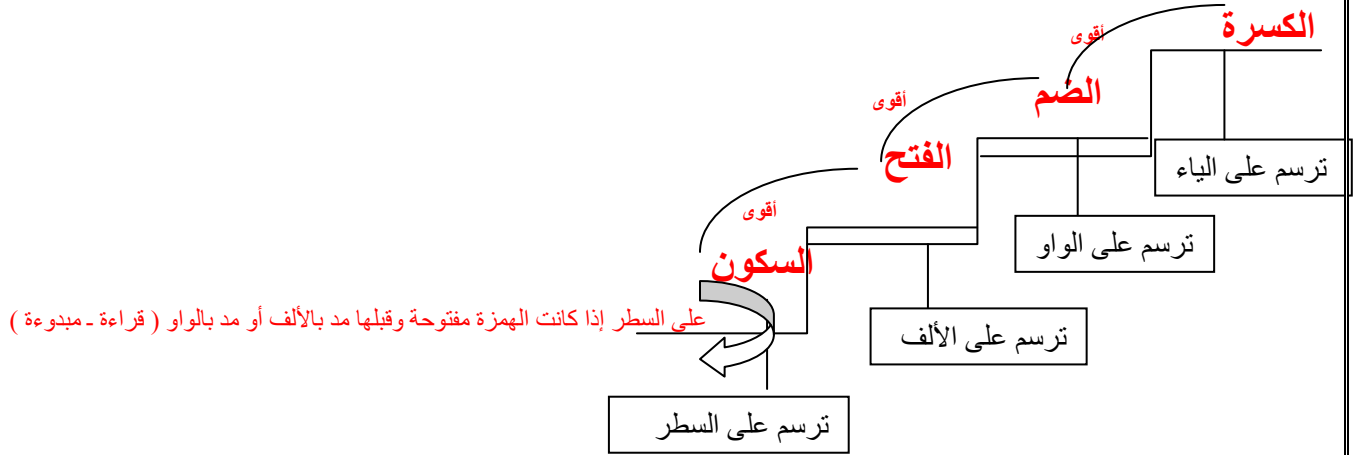 الكسرة
أقوى
الضم
أقوى
الفتح
ترسم على الياء
أقوى
ترسم على الواو
السكون
على السطر إذا كانت الهمزة مفتوحة وقبلها مد بالألف أو مد بالواو ( قراءة ـ مبدوءة )
ترسم على الألف
ترسم على السطر